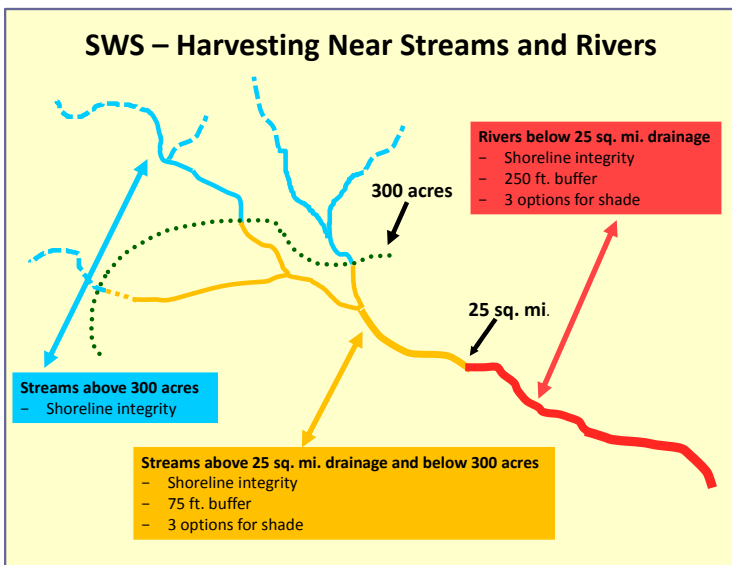 SWS – Harvesting Near Streams and Rivers
Rivers below 25 sq. mi. drainage
− Shoreline integrity
− 250 ft. buffer
− 3 options for shade
300 acres
25 sq. mi.
Streams above 300 acres
− Shoreline integrity
Streams above 25 sq. mi. drainage and below 300 acres
− Shoreline integrity
− 75 ft. buffer
− 3 options for shade